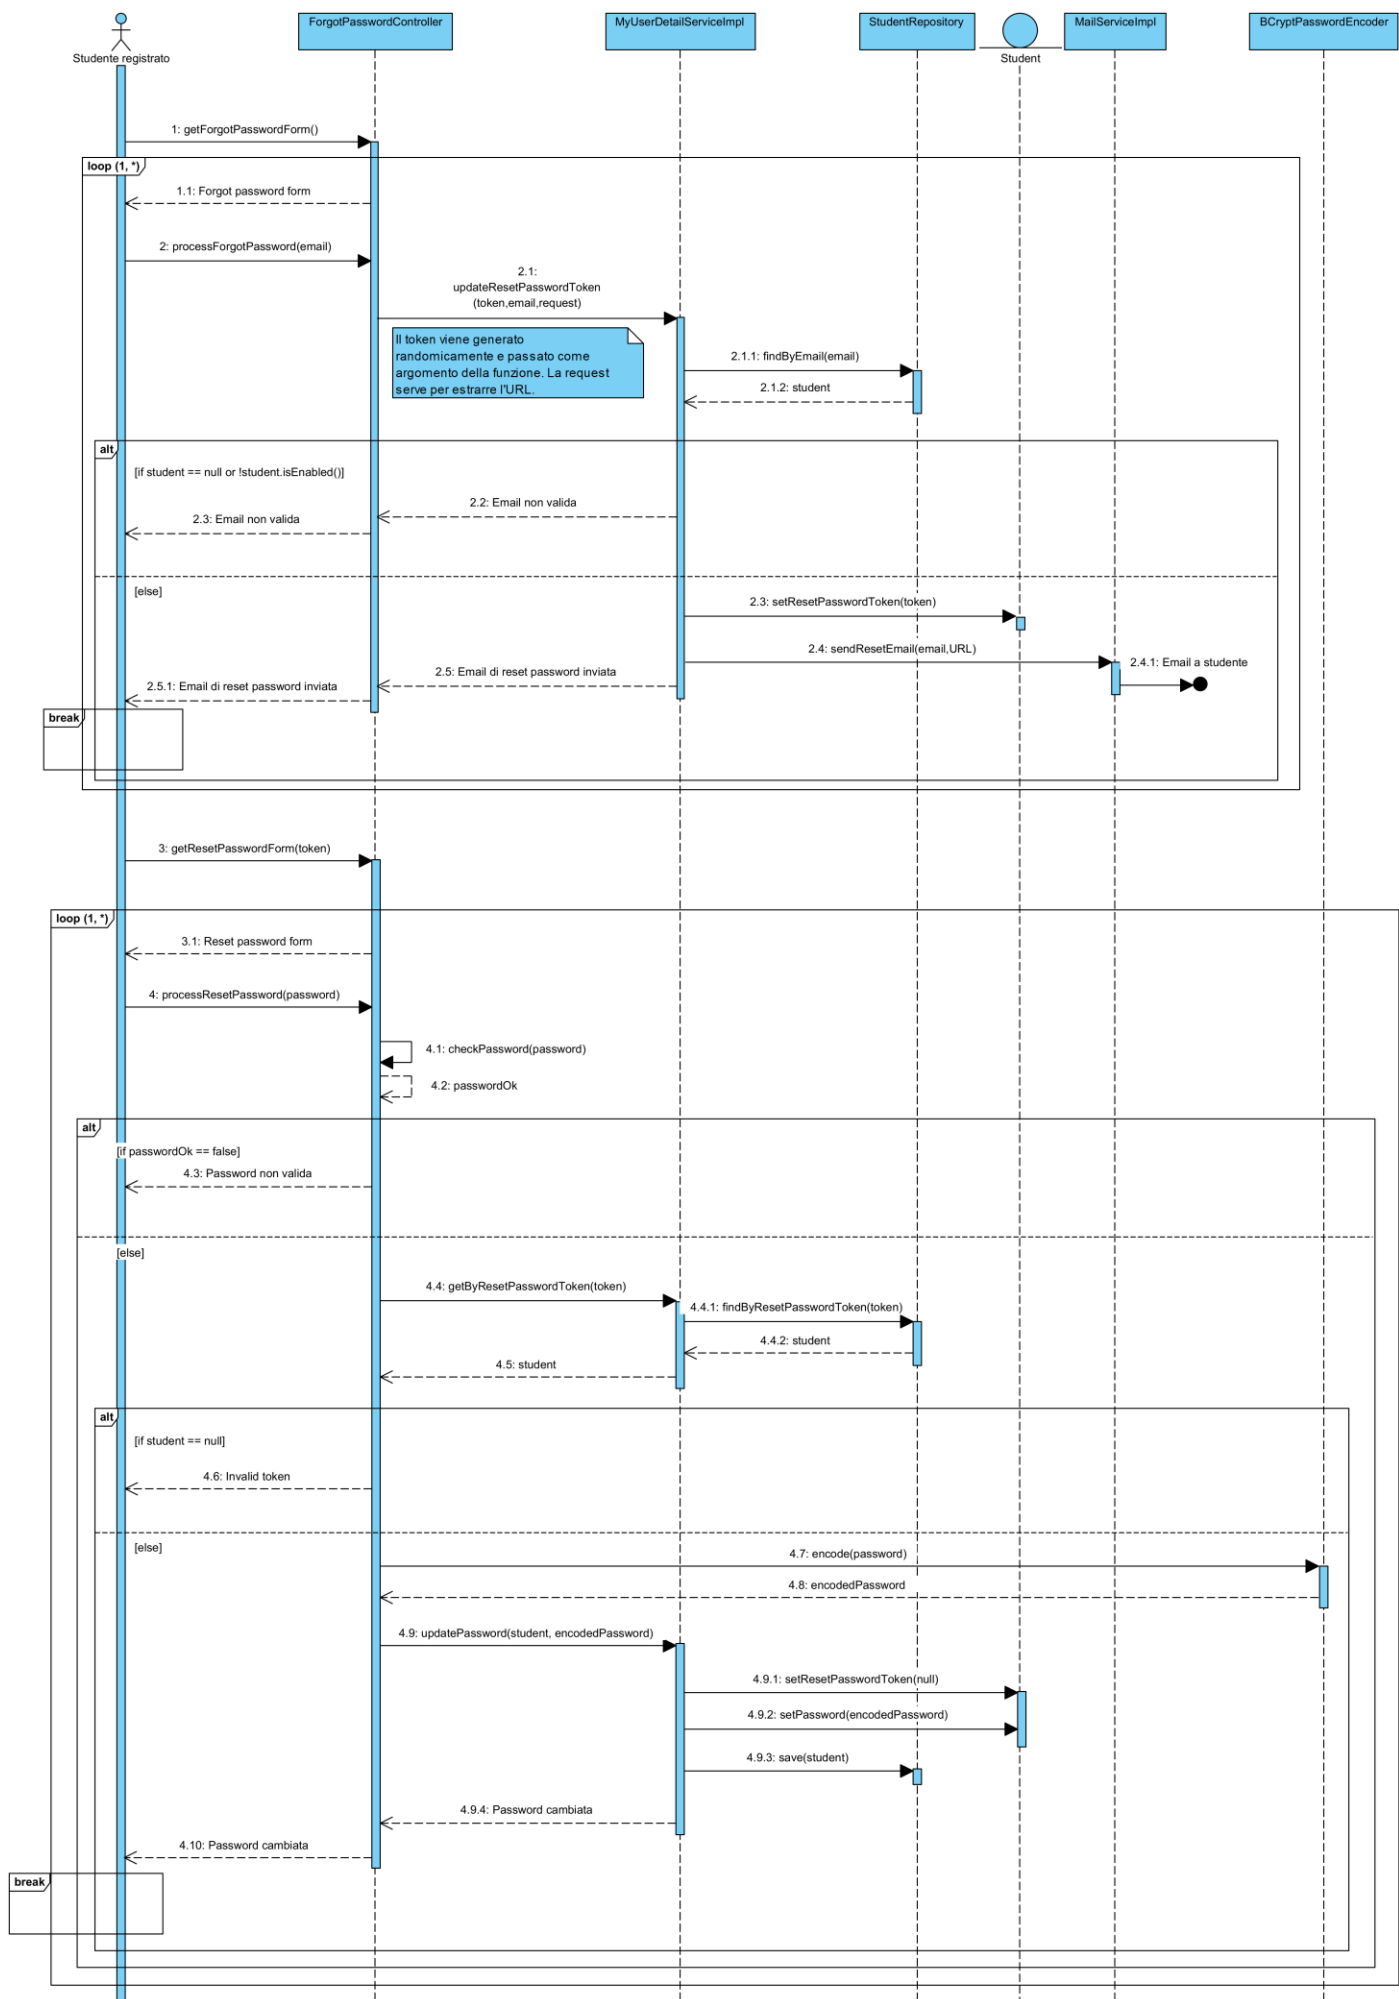 Studente registrato
ForgotPasswordController
MyUserDetailServiceImpl
StudentRepository
Student
MailServiceImpl
BCryptPasswordEncoder
1: getForgotPasswordForm()
loop (1, *)
1.1: Forgot password form
2: processForgotPassword(email)
2.1:
updateResetPasswordToken
(token,email,request)
Il token viene generato
randomicamente e passato come
argomento della funzione. La request
serve per estrarre l'URL.
2.1.1: findByEmail(email)
2.1.2: student
alt
[if student == null or !student.isEnabled()]
2.2: Email non valida
2.3: Email non valida
[else]
2.3: setResetPasswordToken(token)
2.4: sendResetEmail(email,URL)
2.4.1: Email a studente
2.5: Email di reset password inviata
2.5.1: Email di reset password inviata
break
3: getResetPasswordForm(token)
loop (1, *)
3.1: Reset password form
4: processResetPassword(password)
4.1: checkPassword(password)
4.2: passwordOk
alt
[if passwordOk == false]
4.3: Password non valida
[else]
4.4: getByResetPasswordToken(token)
4.4.1: findByResetPasswordToken(token)
4.4.2: student
4.5: student
alt
[if student == null]
4.6: Invalid token
[else]
4.7: encode(password)
4.8: encodedPassword
4.9: updatePassword(student, encodedPassword)
4.9.1: setResetPasswordToken(null)
4.9.2: setPassword(encodedPassword)
4.9.3: save(student)
4.9.4: Password cambiata
4.10: Password cambiata
break